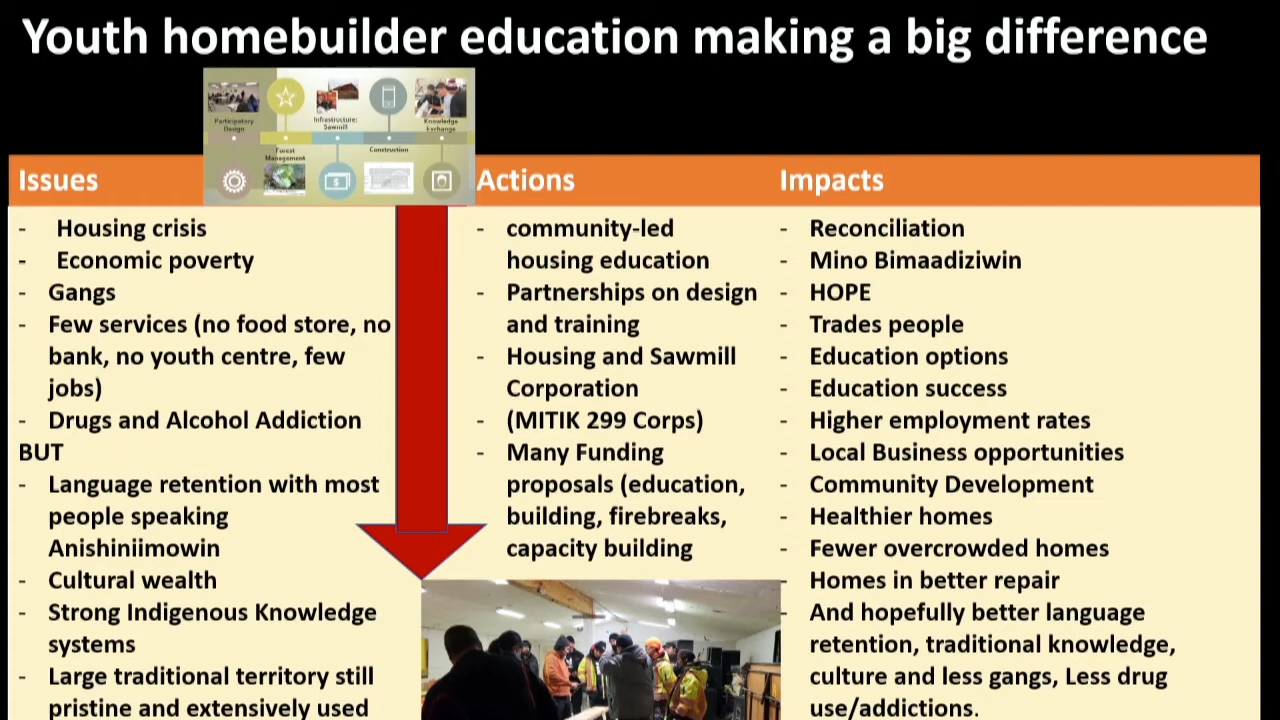 Youth homebuilder education making a big difference
Participatory
Design
Infrastructure:
Sawmill
Knowledge
Exchange
Forest
Management
Construction
$
Issues
- Housing crisis
- Economic poverty
- Gangs
- Few services (no food store, no
bank, no youth centre, few
jobs)
- Drugs and Alcohol Addiction
BUT
- Language retention with most
people speaking
Anishiniimowin
- Cultural wealth
- Strong Indigenous Knowledge
systems
- Large traditional territory still
pristine and extensively used
Actions
- community-led
housing education
- Partnerships on design
and training
- Housing and Sawmill
Corporation
- (MITIK 299 Corps)
- Many Funding
proposals (education,
building, firebreaks,
capacity building
Impacts
- Reconciliation
- Mino Bimaadiziwin
- HOPE
- Trades people
- Education options
- Education success
- Higher employment rates
- Local Business opportunities
- Community Development
- Healthier homes
- Fewer overcrowded homes
- Homes in better repair
- And hopefully better language
retention, traditional knowledge,
culture and less gangs, Less drug
use/addictions.